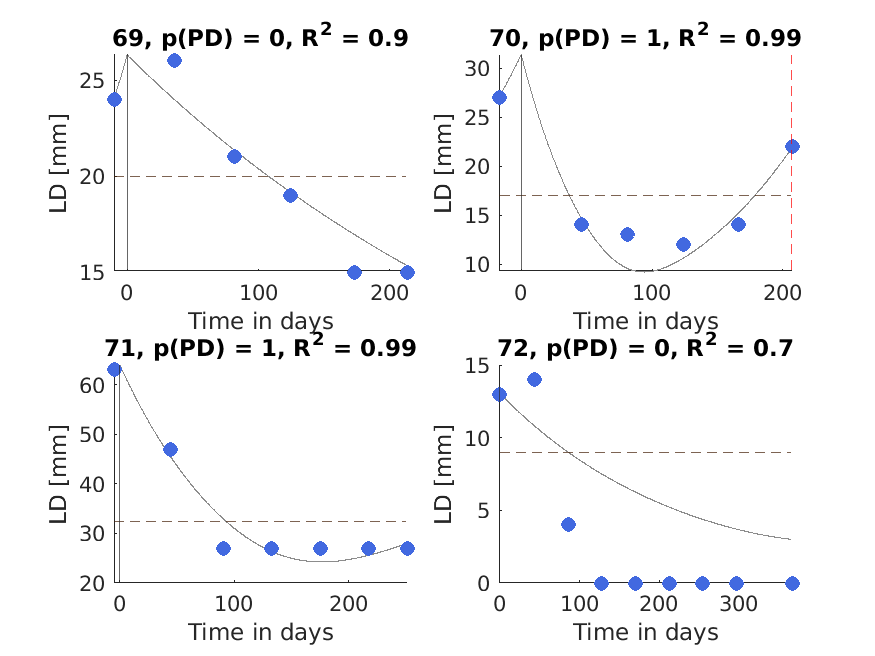 69, p(PD) = 0, R² = 0.9
25
20
15
LD [mm]
0
100
200
Time in days
70, p(PD) = 1, R² = 0.99
30
25
20
15
10
LD [mm]
0
100
200
Time in days
71, p(PD) = 1, R² = 0.99
60
50
40
30
20
LD [mm]
0
100
200
Time in days
72, p(PD) = 0, R² = 0.7
15
10
5
0
LD [mm]
0
100
200
300
Time in days